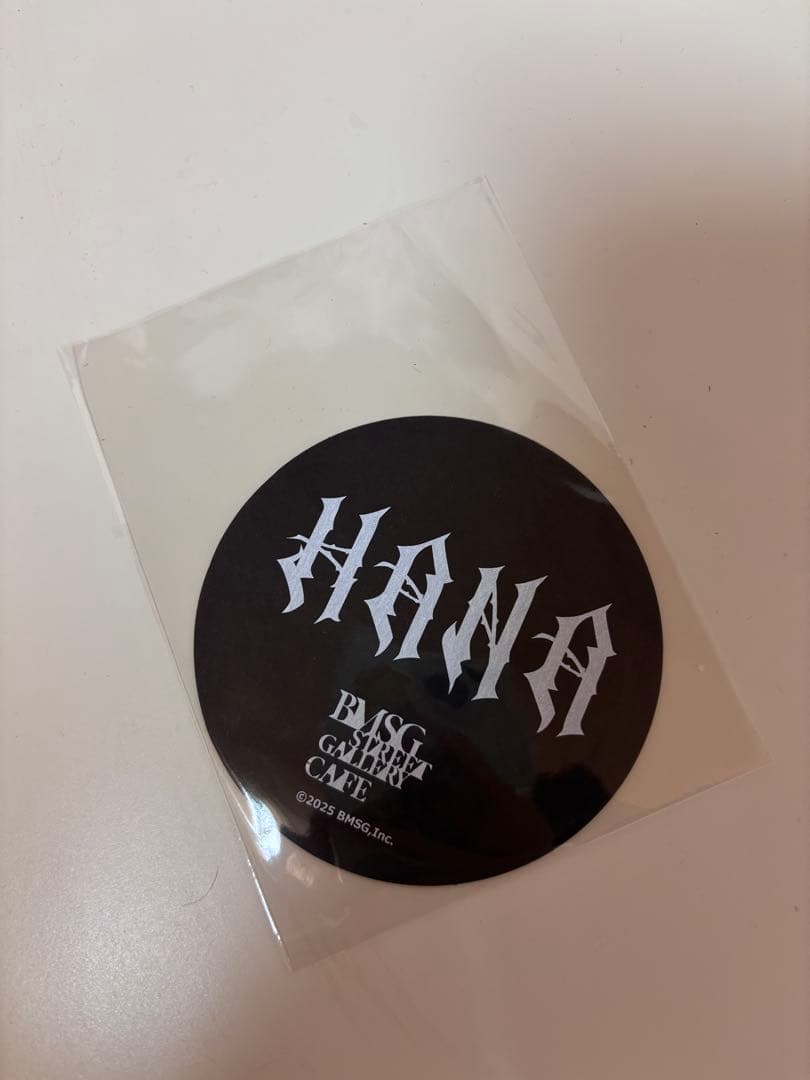 HANA
BMSG
STREET
GALLERY
CAFE
©2025 BMSG,Inc.